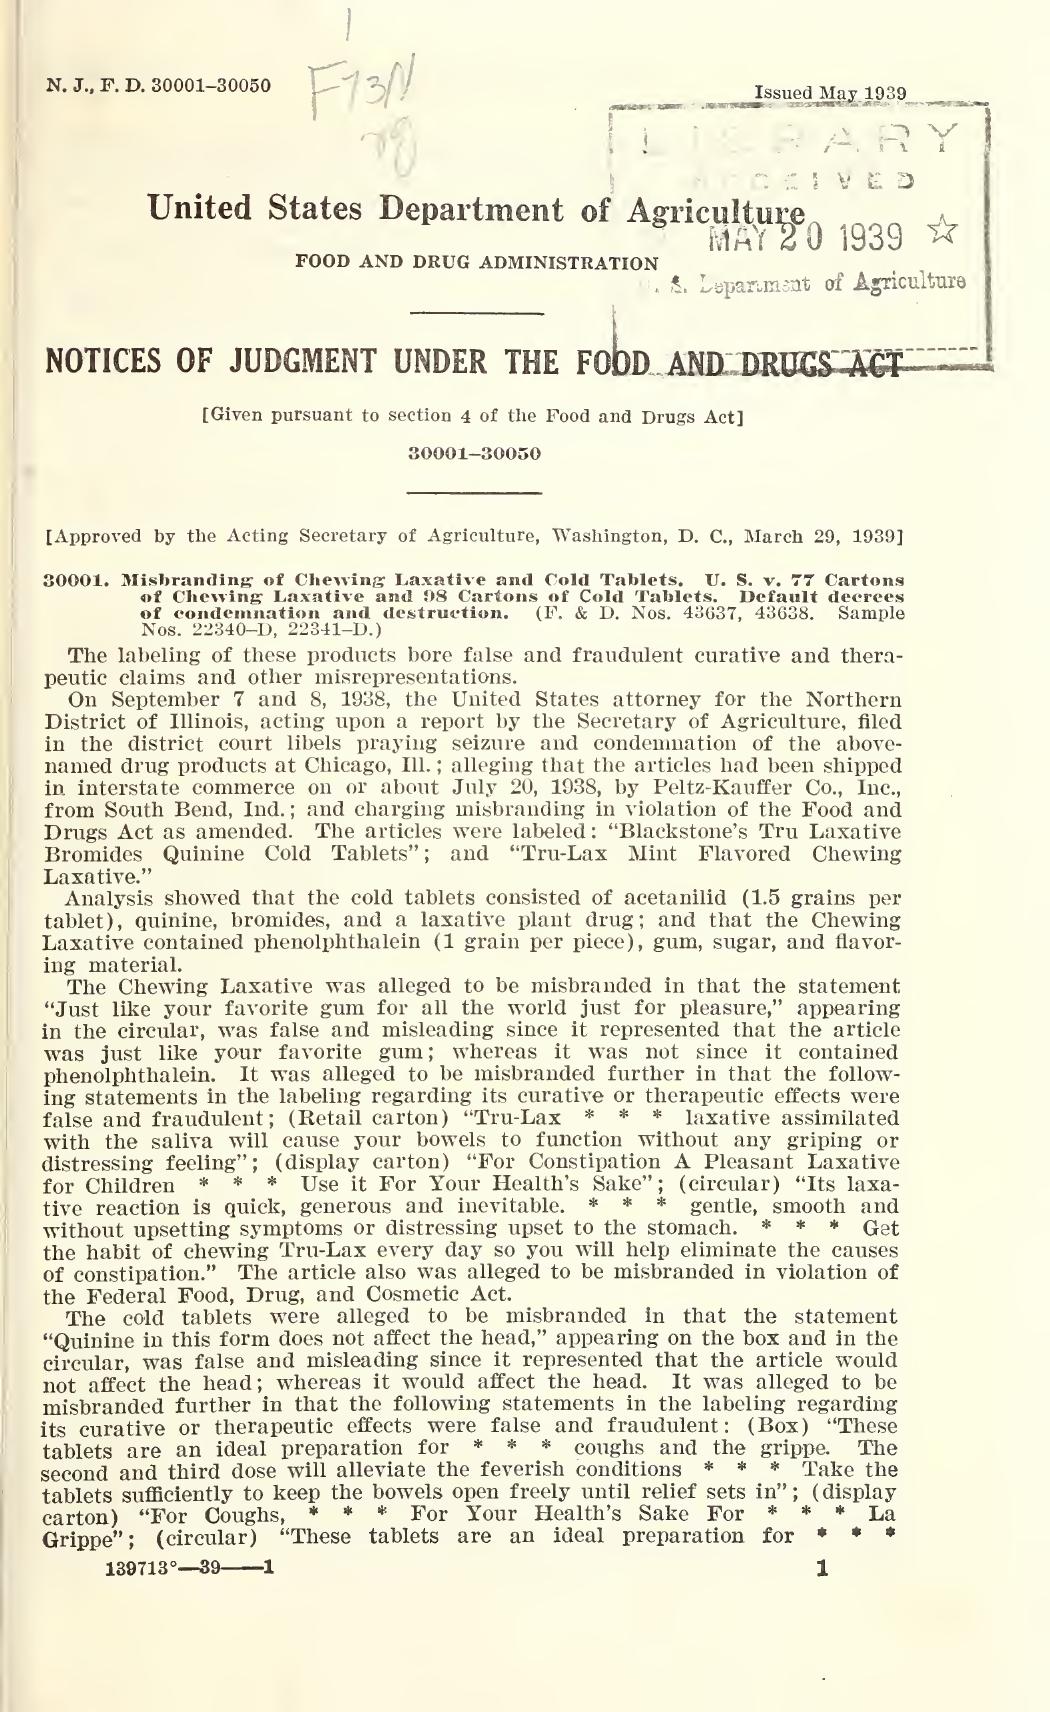 N. J., F. D. 30001–30050
F73N
Issued May 1939
LIBRARY
RECEIVED
MAY 20 1939 ☆
. S. Department of Agriculture
United States Department of Agriculture
FOOD AND DRUG ADMINISTRATION
NOTICES OF JUDGMENT UNDER THE FOOD AND DRUGS ACT
[Given pursuant to section 4 of the Food and Drugs Act]
30001–30050
[Approved by the Acting Secretary of Agriculture, Washington, D. C., March 29, 1939]
30001. Misbranding of Chewing Laxative and Cold Tablets. U. S. v. 77 Cartons
of Chewing Laxative and 98 Cartons of Cold Tablets. Default decrees
of condemnation and destruction. (F. & D. Nos. 43637, 43638. Sample
Nos. 22340–D, 22341–D.)
The labeling of these products bore false and fraudulent curative and thera-
peutic claims and other misrepresentations.
On September 7 and 8, 1938, the United States attorney for the Northern
District of Illinois, acting upon a report by the Secretary of Agriculture, filed
in the district court libels praying seizure and condemnation of the above-
named drug products at Chicago, Ill.; alleging that the articles had been shipped
in interstate commerce on or about July 20, 1938, by Peltz-Kauffer Co., Inc.,
from South Bend, Ind.; and charging misbranding in violation of the Food and
Drugs Act as amended. The articles were labeled: “Blackstone’s Tru Laxative
Bromides Quinine Cold Tablets”; and “Tru-Lax Mint Flavored Chewing
Laxative.”
Analysis showed that the cold tablets consisted of acetanilid (1.5 grains per
tablet), quinine, bromides, and a laxative plant drug; and that the Chewing
Laxative contained phenolphthalein (1 grain per piece), gum, sugar, and flavor-
ing material.
The Chewing Laxative was alleged to be misbranded in that the statement
“Just like your favorite gum for all the world just for pleasure,” appearing
in the circular, was false and misleading since it represented that the article
was just like your favorite gum; whereas it was not since it contained
phenolphthalein. It was alleged to be misbranded further in that the follow-
ing statements in the labeling regarding its curative or therapeutic effects were
false and fraudulent; (Retail carton) “Tru-Lax * * * laxative assimilated
with the saliva will cause your bowels to function without any griping or
distressing feeling”; (display carton) “For Constipation A Pleasant Laxative
for Children * * * Use it For Your Health’s Sake”; (circular) “Its laxa-
tive reaction is quick, generous and inevitable. * * * gentle, smooth and
without upsetting symptoms or distressing upset to the stomach. * * * Get
the habit of chewing Tru-Lax every day so you will help eliminate the causes
of constipation.” The article also was alleged to be misbranded in violation of
the Federal Food, Drug, and Cosmetic Act.
The cold tablets were alleged to be misbranded in that the statement
“Quinine in this form does not affect the head,” appearing on the box and in the
circular, was false and misleading since it represented that the article would
not affect the head; whereas it would affect the head. It was alleged to be
misbranded further in that the following statements in the labeling regarding
its curative or therapeutic effects were false and fraudulent: (Box) “These
tablets are an ideal preparation for * * * coughs and the grippe. The
second and third dose will alleviate the feverish conditions * * * Take the
tablets sufficiently to keep the bowels open freely until relief sets in”; (display
carton) “For Coughs, * * * For Your Health’s Sake For * * * La
Grippe”; (circular) “These tablets are an ideal preparation for * * *
139713°—39——1
1